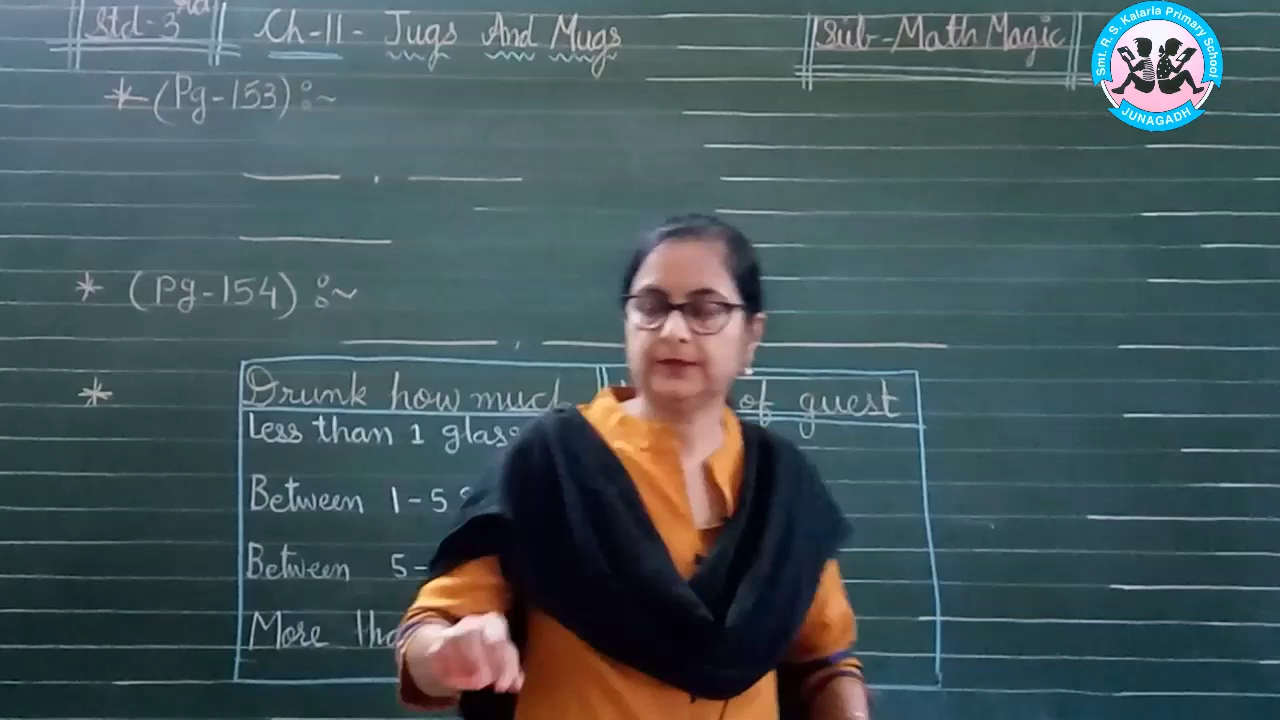 Std-3rd Ch-11- Jugs And Mugs Sub-Math Magic
Smt. R. S. Kalaria Primary School
JUNAGADH
* (Pg-153) :~
* (Pg-154) :~
* Drunk how much of guest
Less than 1 glass
Between 1-5
Between 5-
More